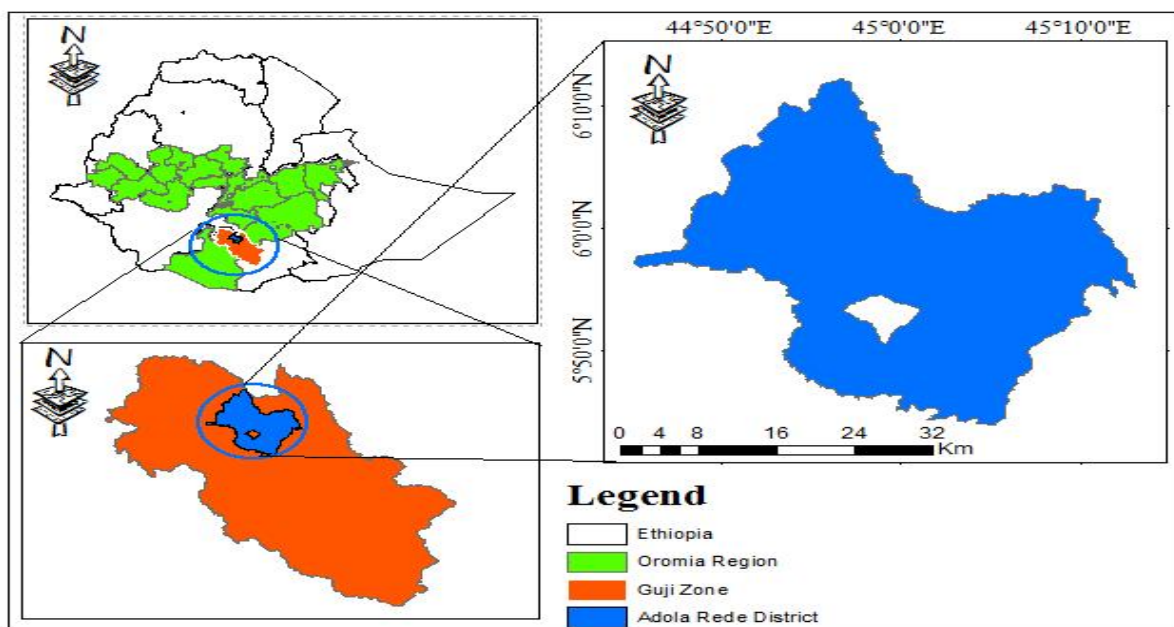 N
44°50'0"E 45°0'0"E 45°10'0"E
N
6°10'0"N
6°0'0"N
5°50'0"N
0 2 4 8 16 24 32
Km
N
Legend
Ethiopia
Oromia Region
Guji Zone
Adola Rede District